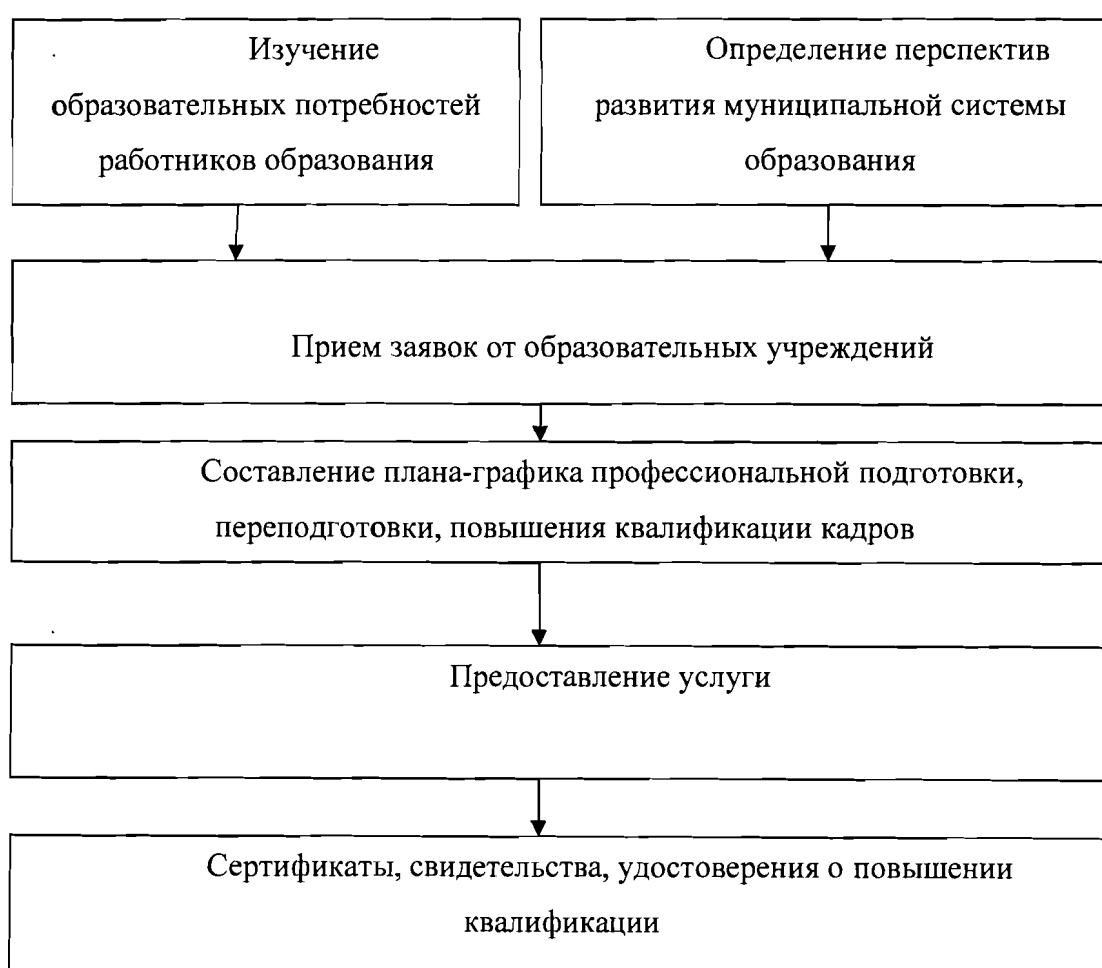 Изучение
образовательных потребностей
работников образования
Определение перспектив
развития муниципальной системы
образования
Прием заявок от образовательных учреждений
Составление плана-графика профессиональной подготовки,
переподготовки, повышения квалификации кадров
Предоставление услуги
Сертификаты, свидетельства, удостоверения о повышении
квалификации